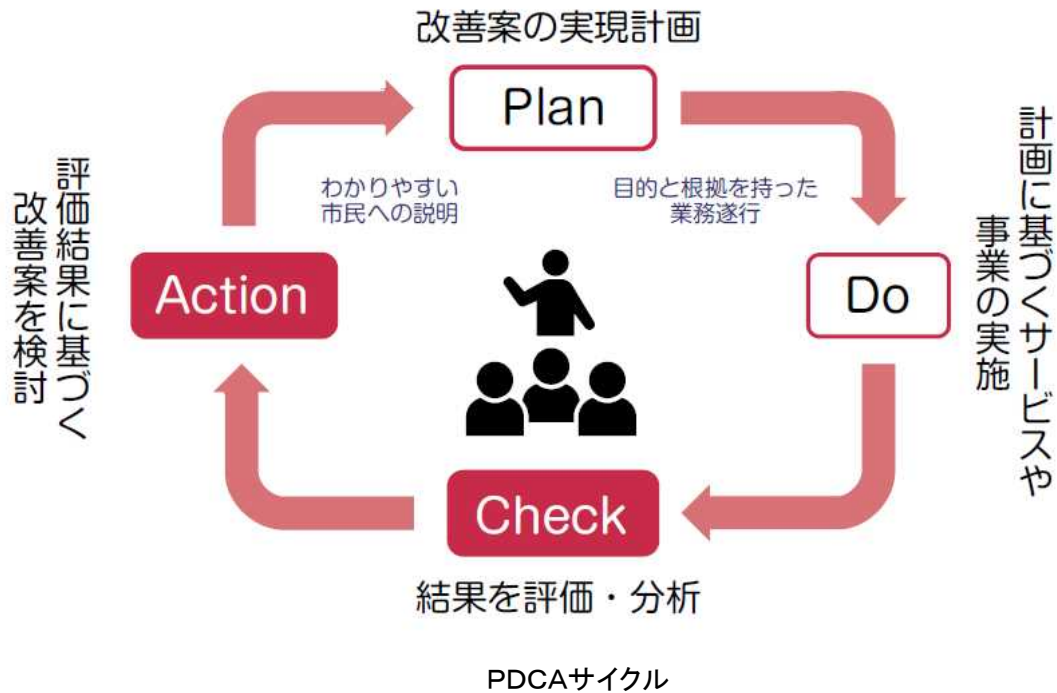 改善案の実現計画
Plan
わかりやすい
市民への説明
目的と根拠を持った
業務遂行
計画に基づくサービスや
事業の実施
Do
評価結果に基づく
改善案を検討
Action
Check
結果を評価・分析
PDCAサイクル